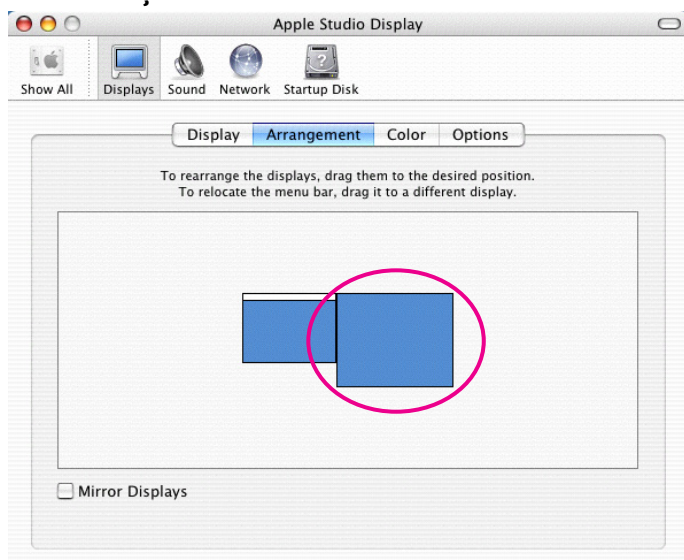 Apple Studio Display
Show All Displays Sound Network Startup Disk
Display Arrangement Color Options
To rearrange the displays, drag them to the desired position.
To relocate the menu bar, drag it to a different display.
Mirror Displays